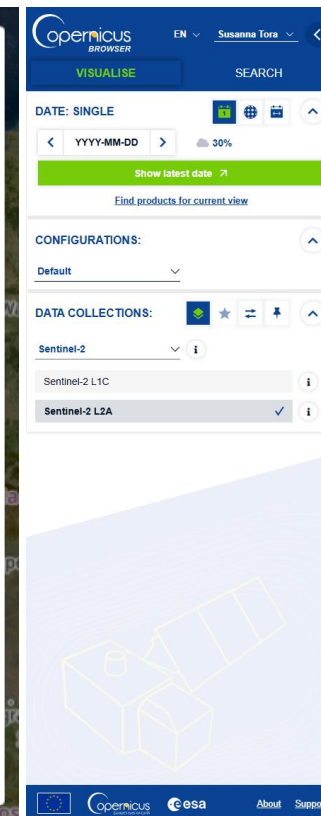 opernicus
BROWSER
EN
Susanna Tora
VISUALISE
SEARCH
DATE: SINGLE
1
YYYY-MM-DD
30%
Show latest date
Find products for current view
CONFIGURATIONS:
Default
DATA COLLECTIONS:
Sentinel-2
i
Sentinel-2 L1C
i
Sentinel-2 L2A
i
opernicus
esa
About